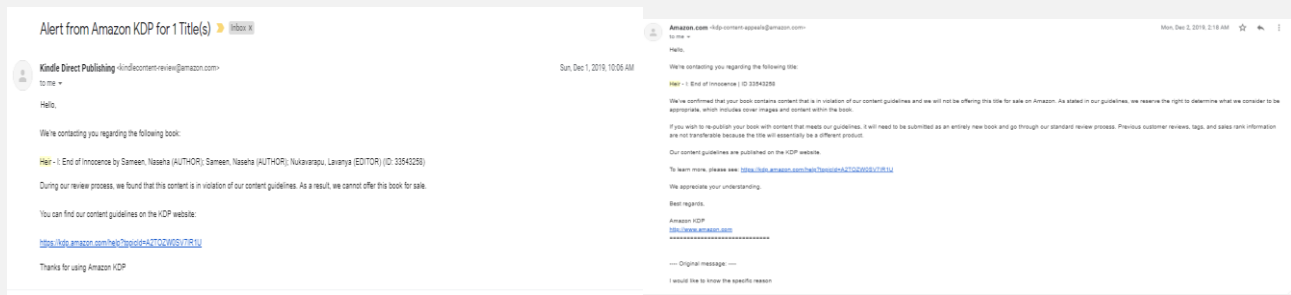 Alert from Amazon KDP for 1 Title(s) Inbox x
Kindle Direct Publishing <kindlecontent-review@amazon.com> Sun, Dec 1, 2019, 10:06 AM
to me
Hello,
We're contacting you regarding the following book:
Heir - I: End of Innocence by Sameen, Naseha (AUTHOR); Sameen, Naseha (AUTHOR); Nukavarapu, Lavanya (EDITOR) (ID: 33543258)
During our review process, we found that this content is in violation of our content guidelines. As a result, we cannot offer this book for sale.
You can find our content guidelines on the KDP website:
https://kdp.amazon.com/help?topicId=A2TOZW0SV7IR1U
Thanks for using Amazon KDP
Amazon.com <kdp-content-appeals@amazon.com> Mon, Dec 2, 2019, 2:18 AM
to me
Hello,
We're contacting you regarding the following title:
Heir - I: End of Innocence | ID 33543258
We've confirmed that your book contains content that is in violation of our content guidelines and we will not be offering this title for sale on Amazon. As stated in our guidelines, we reserve the right to determine what we consider to be
appropriate, which includes cover images and content within the book.
If you wish to re-publish your book with content that meets our guidelines, it will need to be submitted as an entirely new book and go through our standard review process. Previous customer reviews, tags, and sales rank information
are not transferable because the title will essentially be a different product.
Our content guidelines are published on the KDP website.
To learn more, please see: https://kdp.amazon.com/help?topicId=A2TOZW0SV7IR1U
We appreciate your understanding.
Best regards,
Amazon KDP
http://www.amazon.com
============================
---- Original message: ----
I would like to know the specific reason